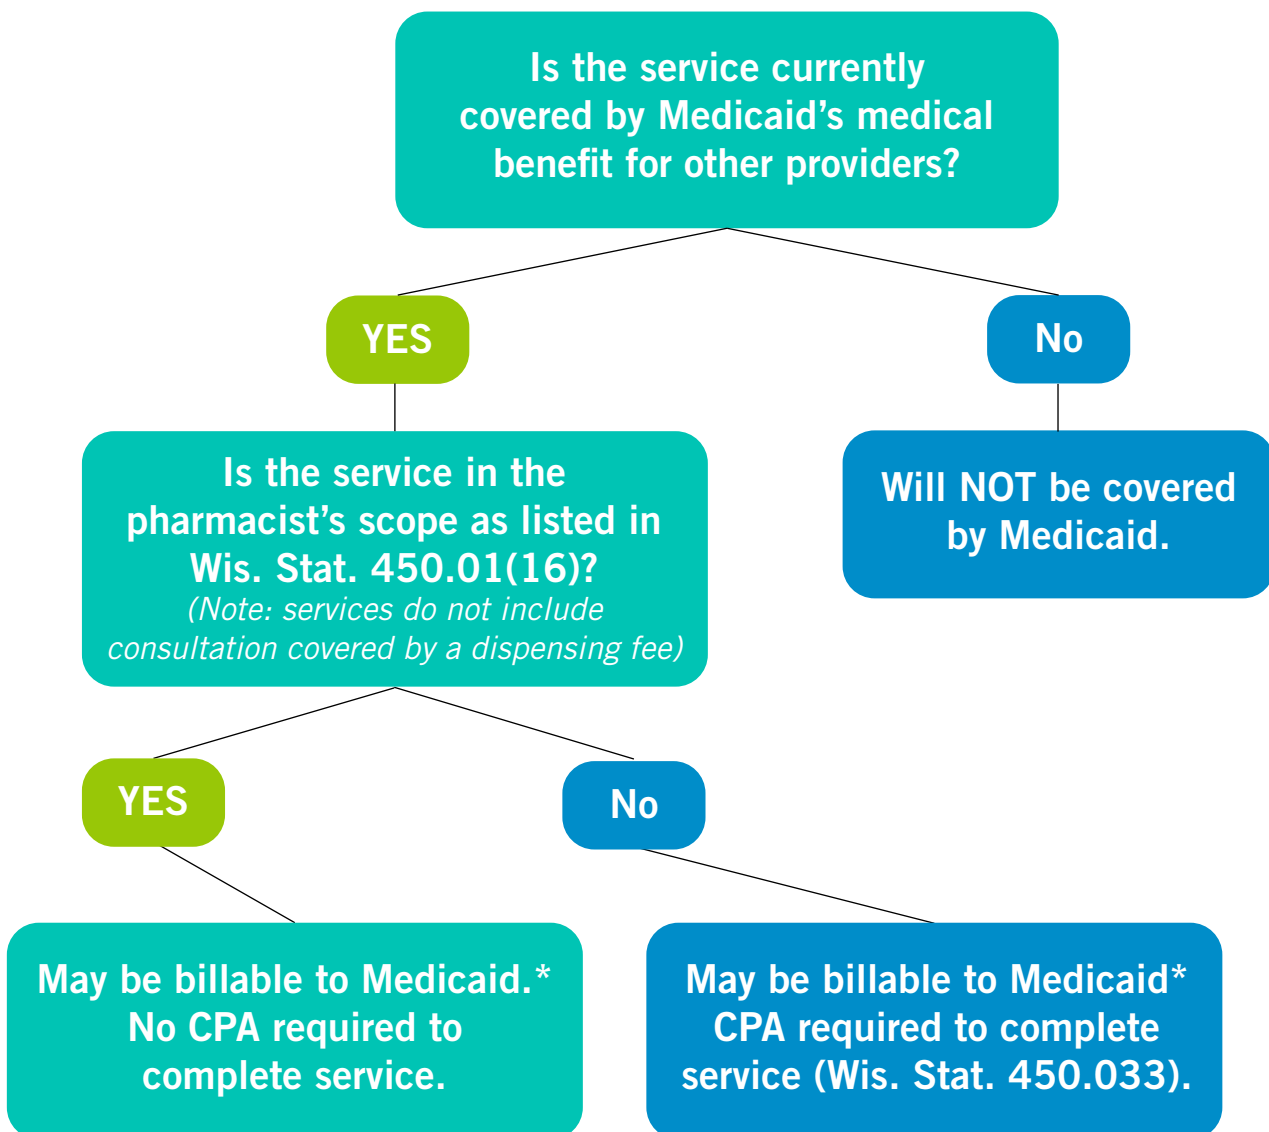 Is the service currently
covered by Medicaid’s medical
benefit for other providers?
YES
No
Is the service in the
pharmacist’s scope as listed in
Wis. Stat. 450.01(16)?
(Note: services do not include
consultation covered by a dispensing fee)
Will NOT be covered
by Medicaid.
YES
No
May be billable to Medicaid.*
No CPA required to
complete service.
May be billable to Medicaid*
CPA required to complete
service (Wis. Stat. 450.033).